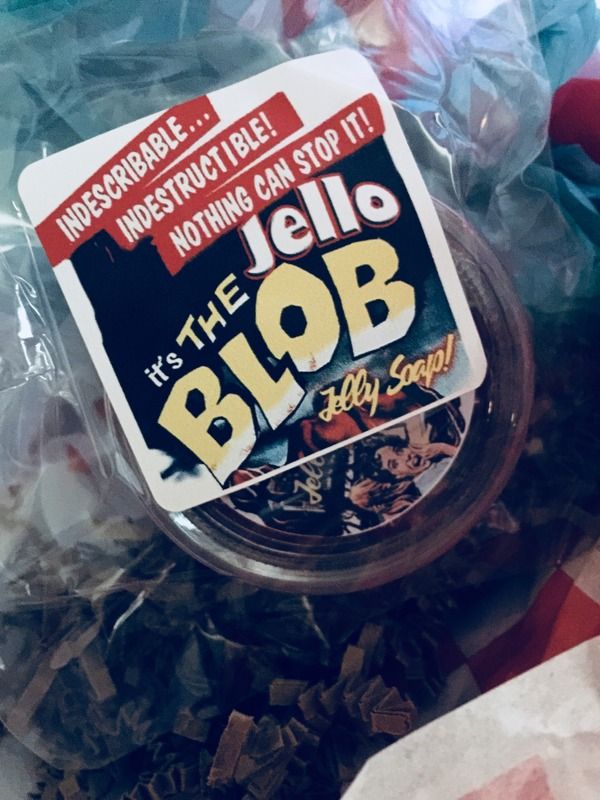 INDESCRIBABLE...
INDESTRUCTIBLE!
NOTHING CAN STOP IT!
Jello
it's THE
BLOB
Jelly Soap!